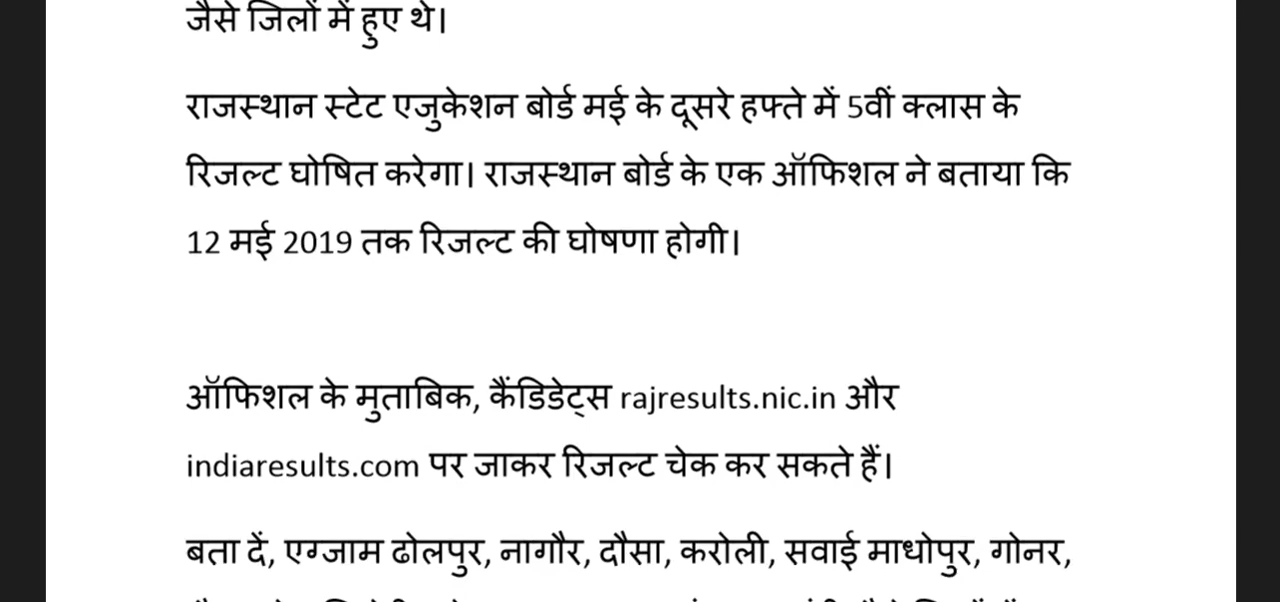 जैसे जिलों में हुए थे।
राजस्थान स्टेट एजुकेशन बोर्ड मई के दूसरे हफ्ते में 5वीं क्लास के
रिजल्ट घोषित करेगा। राजस्थान बोर्ड के एक ऑफिशल ने बताया कि
12 मई 2019 तक रिजल्ट की घोषणा होगी।
ऑफिशल के मुताबिक, कैंडिडेट्स rajresults.nic.in और
indiaresults.com पर जाकर रिजल्ट चेक कर सकते हैं।
बता दें, एग्जाम ढोलपुर, नागौर, दौसा, करोली, सवाई माधोपुर, गोनर,